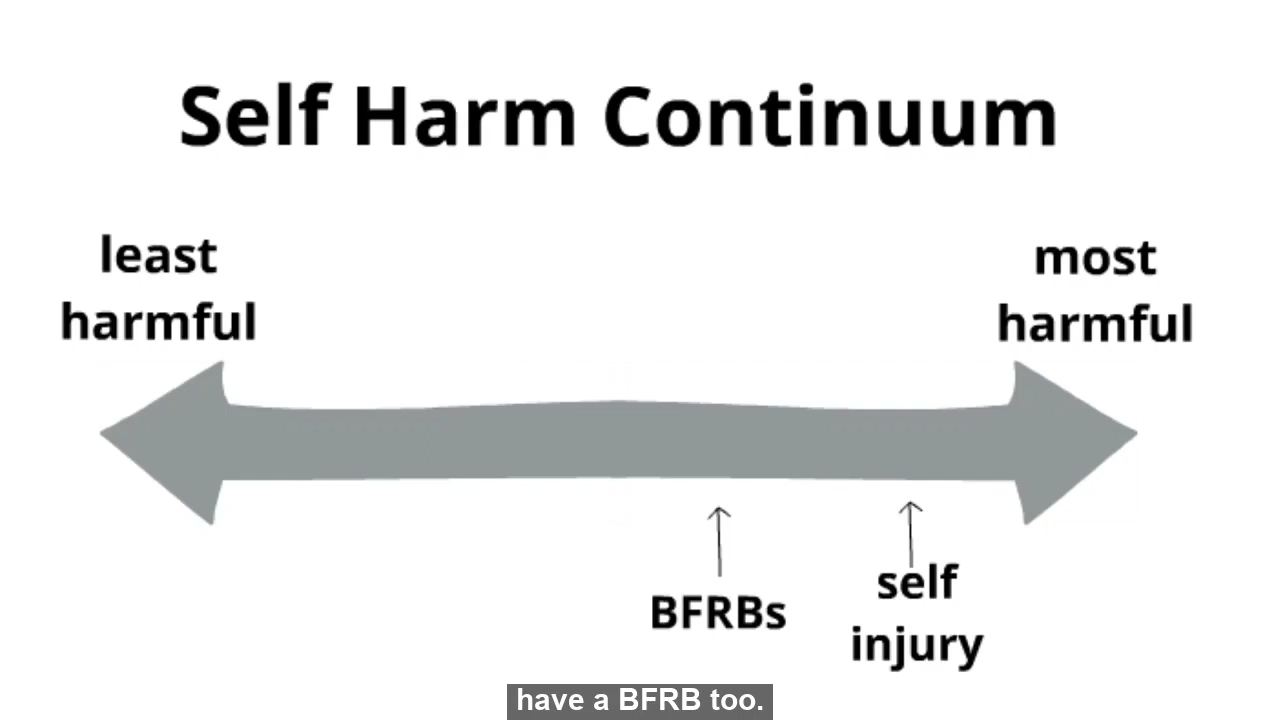 Self Harm Continuum
least
harmful
most
harmful
BFRBs
self
injury
have a BFRB too.